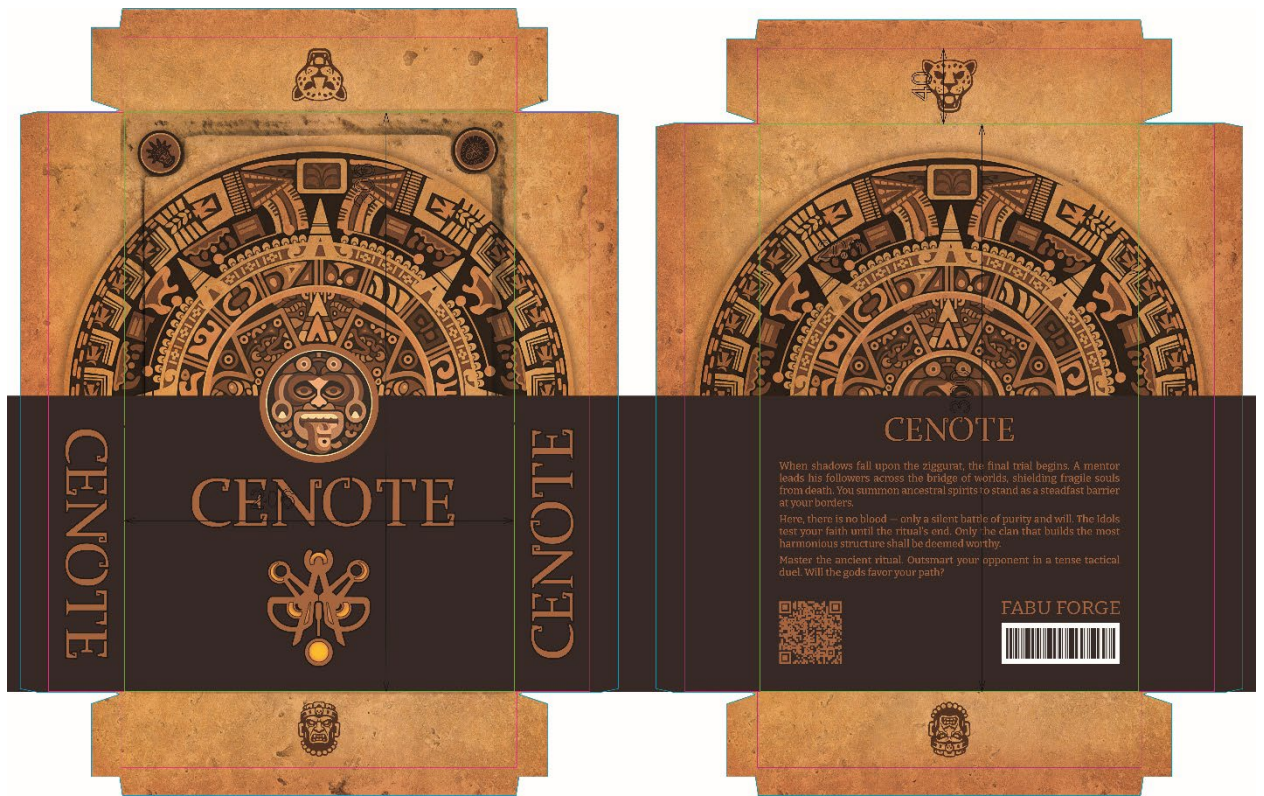 40
CENOTE
CENOTE
CENOTE
CENOTE
When shadows fall upon the ziggurat, the final trial begins. A mentor
leads his followers across the bridge of worlds, shielding fragile souls
from death. You summon ancestral spirits to stand as a steadfast barrier
at your borders.
Here, there is no blood — only a silent battle of purity and will. The Idols
test your faith until the ritual's end. Only the clan that builds the most
harmonious structure shall be deemed worthy.
Master the ancient ritual. Outsmart your opponent in a tense tactical
duel. Will the gods favor your path?
FABU FORGE